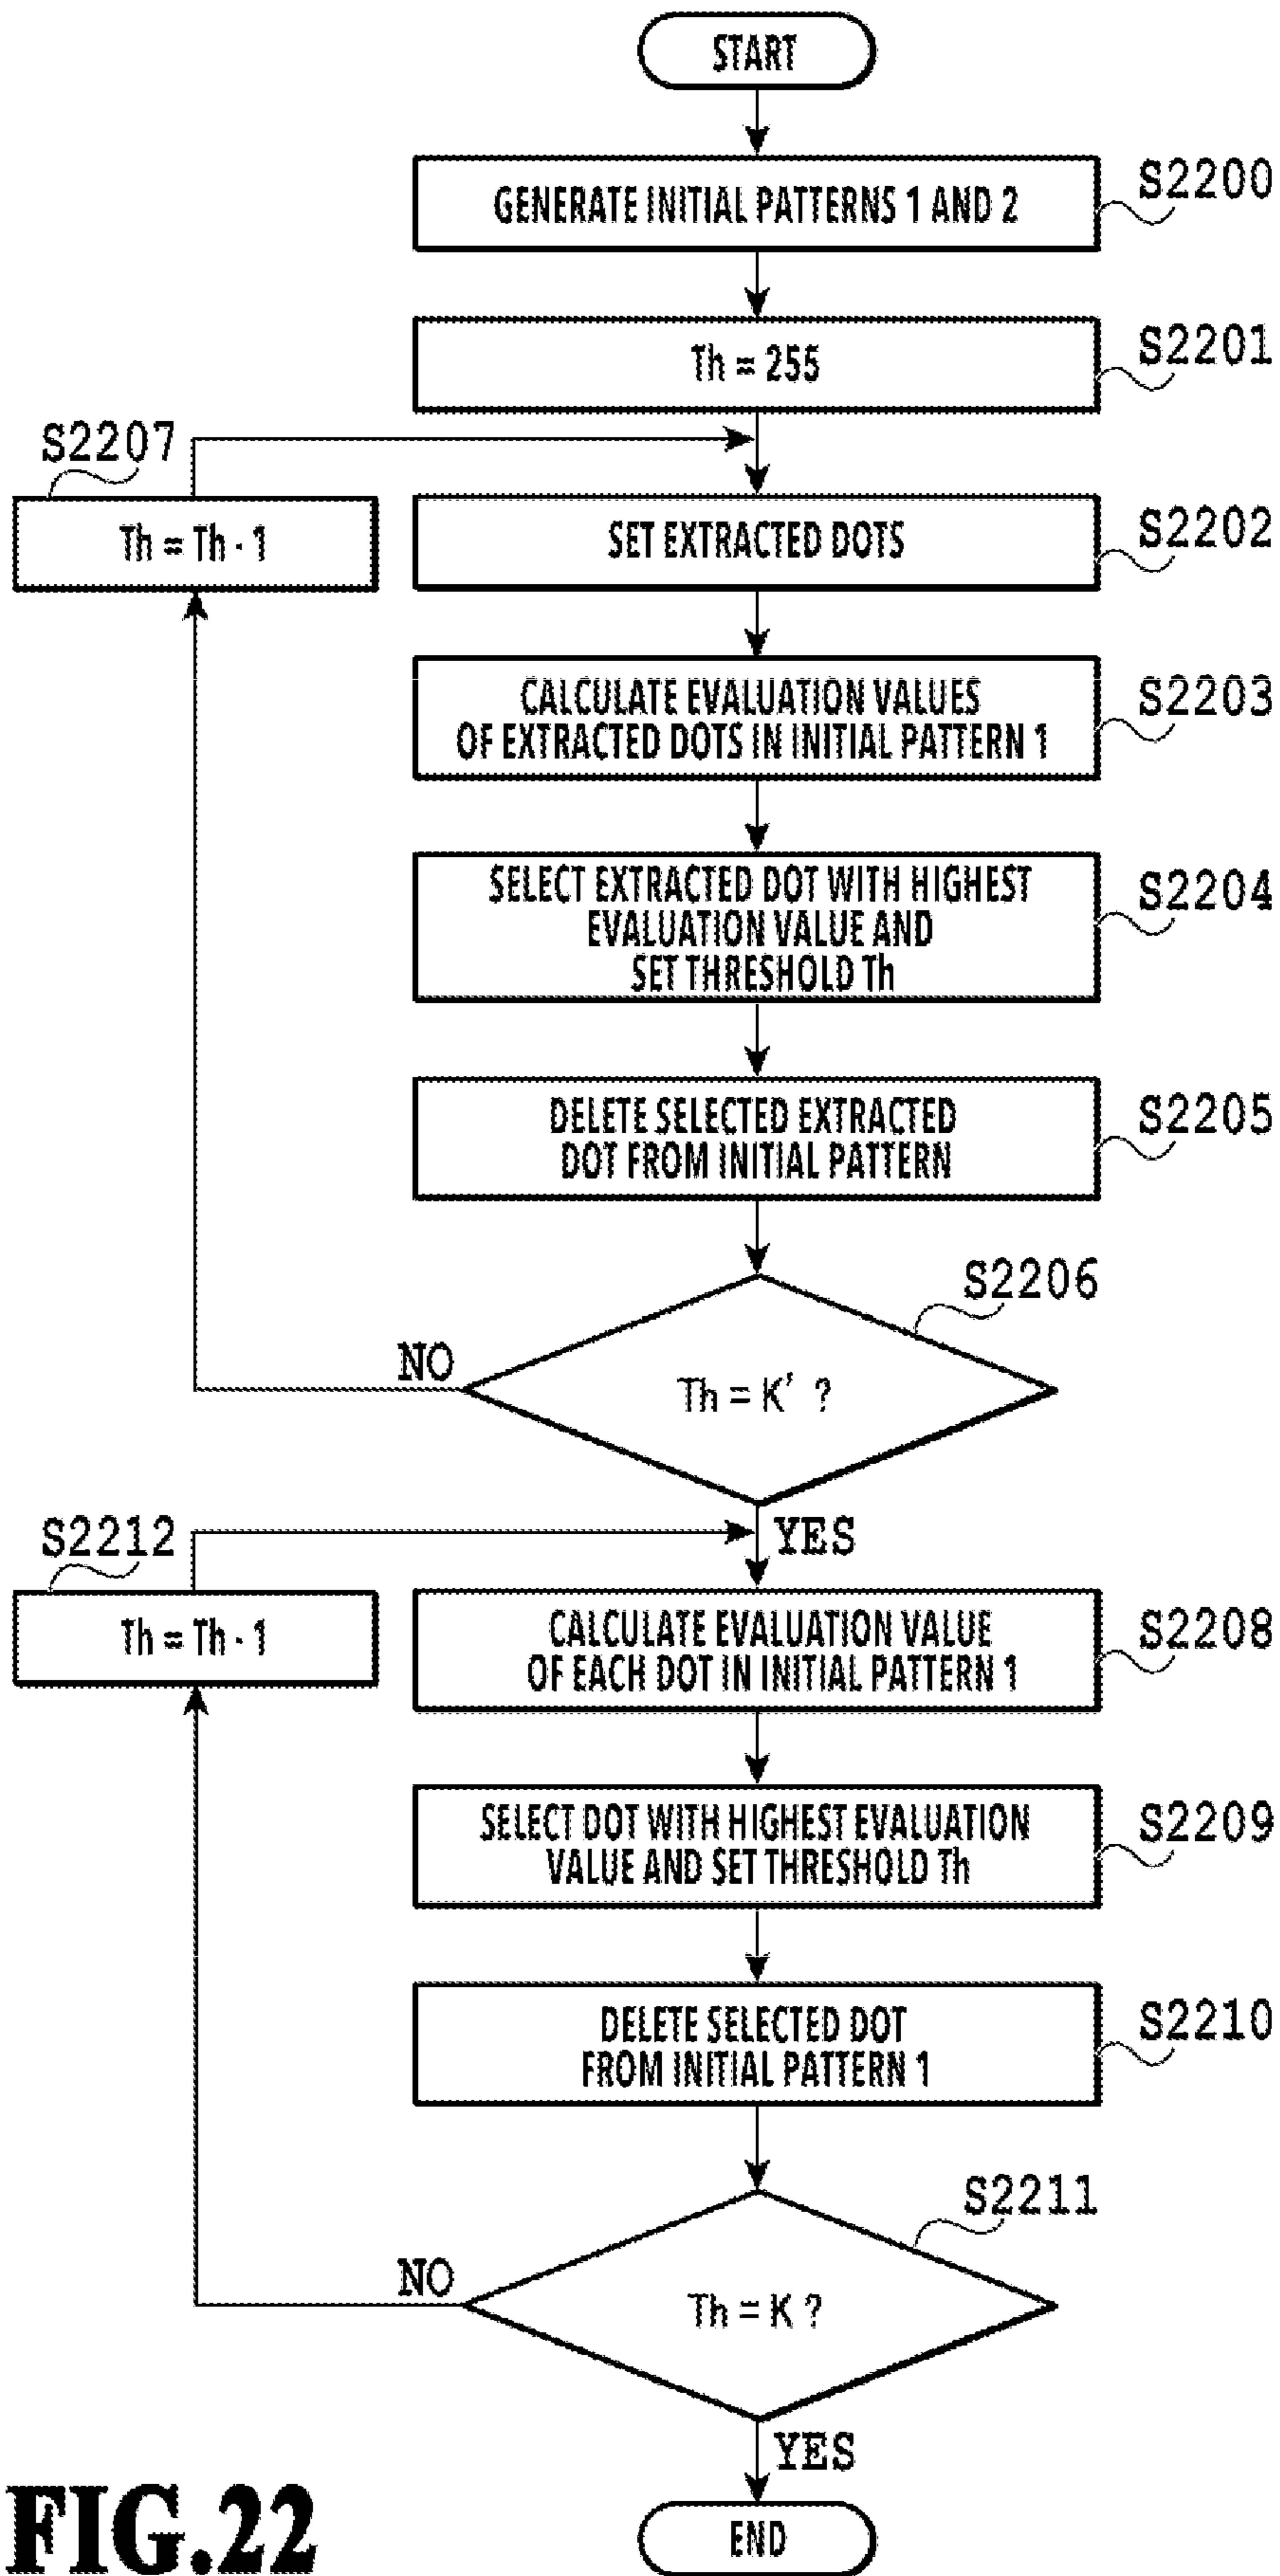 START
GENERATE INITIAL PATTERNS 1 AND 2
S2200
Th = 255
S2201
S2207
Th = Th - 1
SET EXTRACTED DOTS
S2202
CALCULATE EVALUATION VALUES
OF EXTRACTED DOTS IN INITIAL PATTERN 1
S2203
SELECT EXTRACTED DOT WITH HIGHEST
EVALUATION VALUE AND
SET THRESHOLD Th
S2204
DELETE SELECTED EXTRACTED
DOT FROM INITIAL PATTERN
S2205
S2206
NO
Th = K' ?
YES
S2212
Th = Th - 1
CALCULATE EVALUATION VALUE
OF EACH DOT IN INITIAL PATTERN 1
S2208
SELECT DOT WITH HIGHEST EVALUATION
VALUE AND SET THRESHOLD Th
S2209
DELETE SELECTED DOT
FROM INITIAL PATTERN 1
S2210
S2211
NO
Th = K ?
YES
END
FIG.22